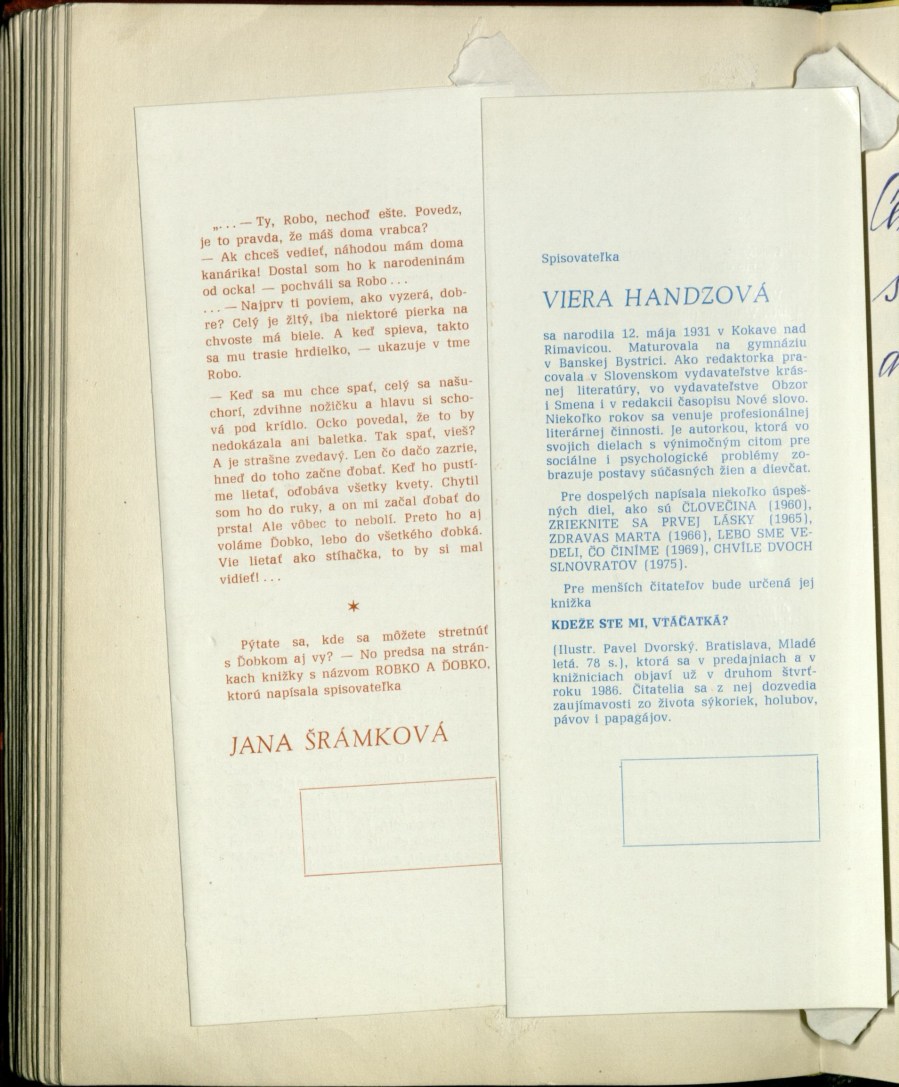 „. . . — Ty, Robo, nechoď ešte. Povedz,
je to pravda, že máš doma vrabca?
— Ak chceš vedieť, náhodou mám doma
kanárika! Dostal som ho k narodeninám
od ocka! — pochváli sa Robo . . .
. . . — Najprv ti poviem, ako vyzerá, dob-
re? Celý je žltý, iba niektoré pierka na
chvoste má biele. A keď spieva, takto
sa mu trasie hrdielko, — ukazuje v tme
Robo.
— Keď sa mu chce spať, celý sa našu-
chorí, zdvihne nožičku a hlavu si scho-
vá pod krídlo. Ocko povedal, že to by
nedokázala ani baletka. Tak spať, vieš?
A je strašne zvedavý. Len čo dačo zazrie,
hneď do toho začne ďobať. Keď ho pustí-
me lietať, oďobáva všetky kvety. Chytil
som ho do ruky, a on mi začal ďobať do
prsta! Ale vôbec to nebolí. Preto ho aj
voláme Ďobko, lebo do všetkého ďobká.
Vie lietať ako stíhačka, to by si mal
vidieť! . . .
Pýtate sa, kde sa môžete stretnúť
s Ďobkom aj vy? — No predsa na strán-
kach knižky s názvom ROBKO A ĎOBKO,
ktorú napísala spisovateľka
JANA ŠRÁMKOVÁ
Spisovateľka
VIERA HANDZOVÁ
sa narodila 12. mája 1931 v Kokave nad
Rimavicou. Maturovala na gymnáziu
v Banskej Bystrici. Ako redaktorka pra-
covala v Slovenskom vydavateľstve krás-
nej literatúry, vo vydavateľstve Obzor
i Smena i v redakcii časopisu Nové slovo.
Niekoľko rokov sa venuje profesionálnej
literárnej činnosti. Je autorkou, ktorá vo
svojich dielach s výnimočným citom pre
sociálne i psychologické problémy zo-
brazuje postavy súčasných žien a dievčat.
Pre dospelých napísala niekoľko úspeš-
ných diel, ako sú ČLOVEČINA (1960),
ZRIEKNITE SA PRVEJ LÁSKY (1965),
ZDRAVAS MARTA (1966), LEBO SME VE-
DELI, ČO ČINÍME (1969), CHVÍLE DVOCH
SLNOVRATOV (1975).
Pre menších čitateľov bude určená jej
knižka
KDEŽE STE MI, VTÁČATKÁ?
(Ilustr. Pavel Dvorský. Bratislava, Mladé
letá. 78 s.), ktorá sa v predajniach a v
knižniciach objaví už v druhom štvrť-
roku 1986. Čitatelia sa z nej dozvedia
zaujímavosti zo života sýkoriek, holubov,
pávov i papagájov.